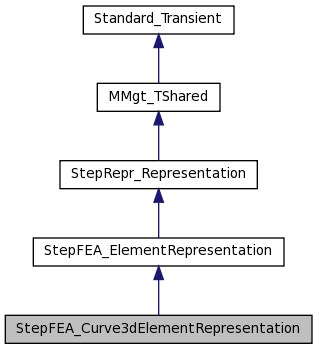 Standard_Transient
MMgt_TShared
StepRepr_Representation
StepFEA_ElementRepresentation
StepFEA_Curve3dElementRepresentation